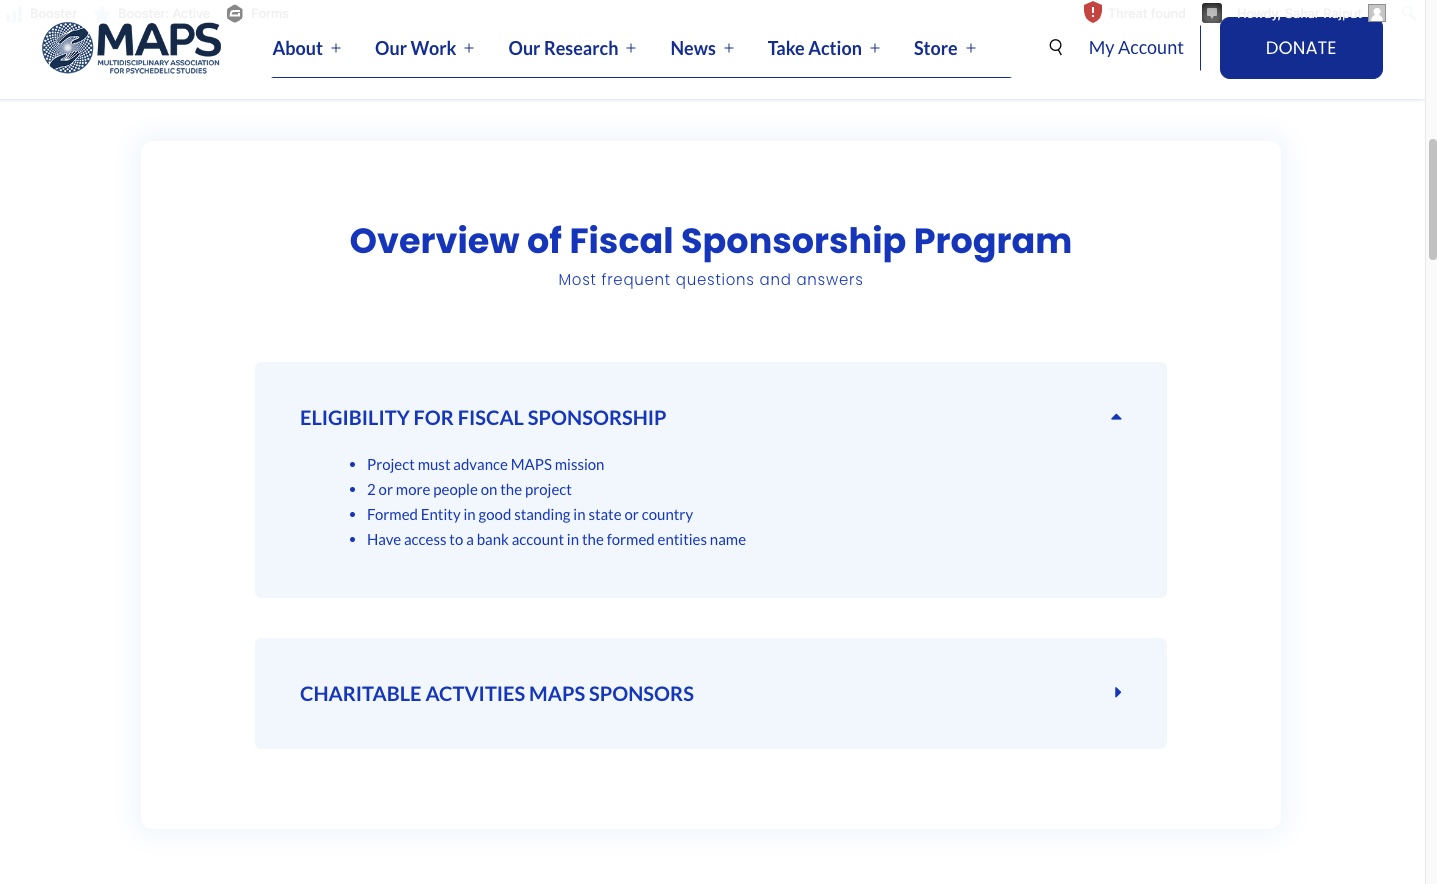 Booster
Booster: Active
Forms
Threat found
Howdy, Sahar Rajput
MAPS
MULTIDISCIPLINARY ASSOCIATION
FOR PSYCHEDELIC STUDIES
About + Our Work + Our Research + News + Take Action + Store +
My Account
DONATE
Overview of Fiscal Sponsorship Program
Most frequent questions and answers
ELIGIBILITY FOR FISCAL SPONSORSHIP
• Project must advance MAPS mission
• 2 or more people on the project
• Formed Entity in good standing in state or country
• Have access to a bank account in the formed entities name
CHARITABLE ACTVITIES MAPS SPONSORS